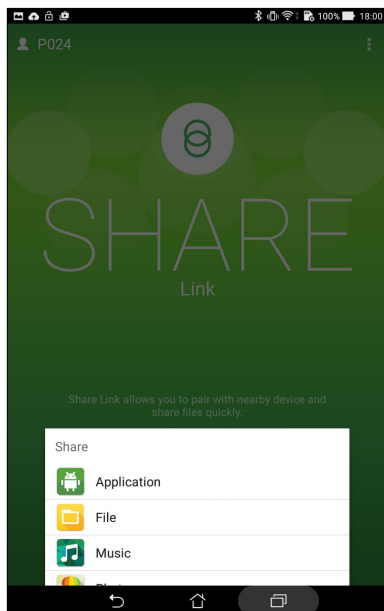 100% 18:00
P024
SHARE
Link
Share Link allows you to pair with nearby device and
share files quickly.
Share
Application
File
Music